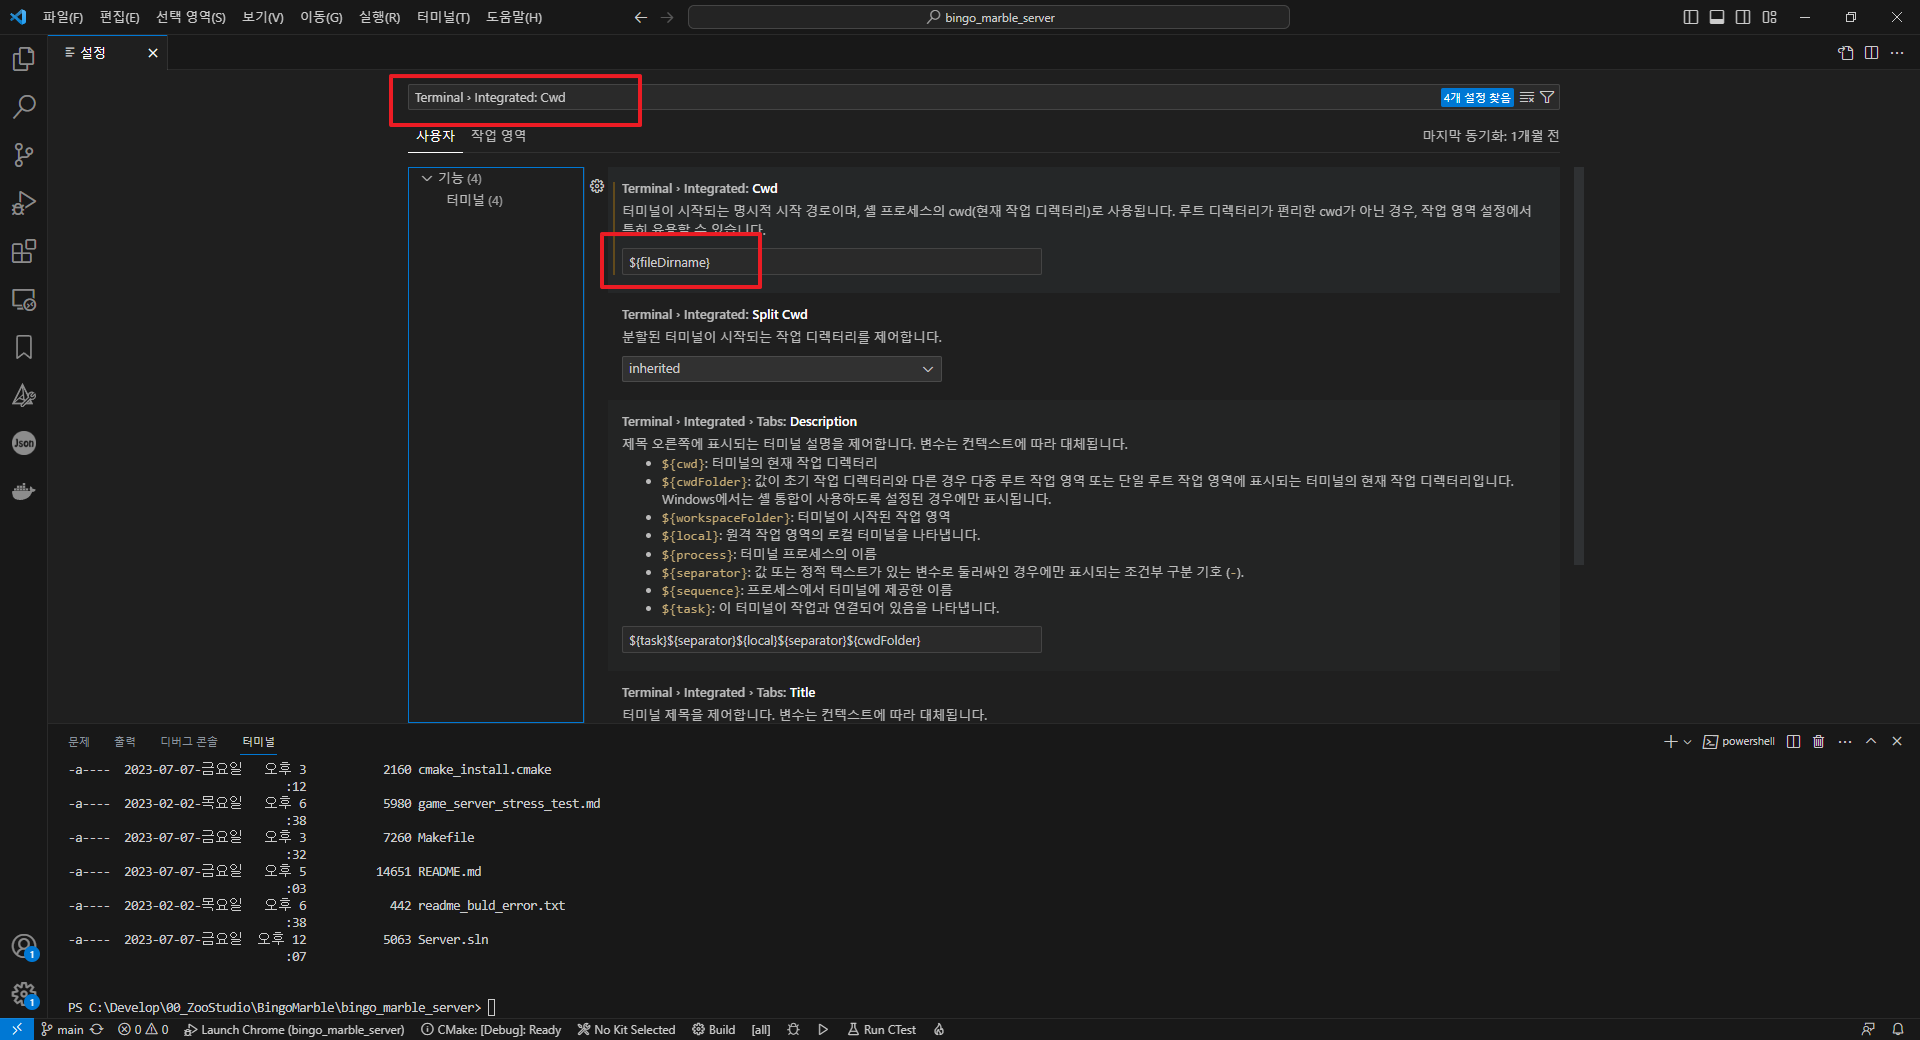 파일(F) 편집(E) 선택 영역(S) 보기(V) 이동(G) 실행(R) 터미널(T) 도움말(H) bingo_marble_server
설정
Terminal › Integrated: Cwd
4개 설정 찾음
사용자 작업 영역
마지막 동기화: 1개월 전
기능 (4)
터미널 (4)
Terminal › Integrated: Cwd
터미널이 시작되는 명시적 시작 경로이며, 셸 프로세스의 cwd(현재 작업 디렉터리)로 사용됩니다. 루트 디렉터리가 편리한 cwd가 아닌 경우, 작업 영역 설정에서
특히 유용할 수 있습니다.
${fileDirname}
Terminal › Integrated: Split Cwd
분할된 터미널이 시작되는 작업 디렉터리를 제어합니다.
inherited
Terminal › Integrated › Tabs: Description
제목 오른쪽에 표시되는 터미널 설명을 제어합니다. 변수는 컨텍스트에 따라 대체됩니다.
• ${cwd}: 터미널의 현재 작업 디렉터리
• ${cwdFolder}: 값이 초기 작업 디렉터리와 다른 경우 다중 루트 작업 영역 또는 단일 루트 작업 영역에 표시되는 터미널의 현재 작업 디렉터리입니다.
Windows에서는 셸 통합이 사용하도록 설정된 경우에만 표시됩니다.
• ${workspaceFolder}: 터미널이 시작된 작업 영역
• ${local}: 원격 작업 영역의 로컬 터미널을 나타냅니다.
• ${process}: 터미널 프로세스의 이름
• ${separator}: 값 또는 정적 텍스트가 있는 변수로 둘러싸인 경우에만 표시되는 조건부 구분 기호 (-).
• ${sequence}: 프로세스에서 터미널에 제공한 이름
• ${task}: 이 터미널이 작업과 연결되어 있음을 나타냅니다.
${task}${separator}${local}${separator}${cwdFolder}
Terminal › Integrated › Tabs: Title
터미널 제목을 제어합니다. 변수는 컨텍스트에 따라 대체됩니다.
Json
문제 출력 디버그 콘솔 터미널
powershell
-a---- 2023-07-07-금요일 오후 3 2160 cmake_install.cmake
:12
-a---- 2023-02-02-목요일 오후 6 5980 game_server_stress_test.md
:38
-a---- 2023-07-07-금요일 오후 3 7260 Makefile
:32
-a---- 2023-07-07-금요일 오후 5 14651 README.md
:03
-a---- 2023-02-02-목요일 오후 6 442 readme_buld_error.txt
:38
-a---- 2023-07-07-금요일 오후 12 5063 Server.sln
:07
PS C:\Develop\00_ZooStudio\BingoMarble\bingo_marble_server>
1
1
main 0 0 Launch Chrome (bingo_marble_server) CMake: [Debug]: Ready No Kit Selected Build [all] Run CTest